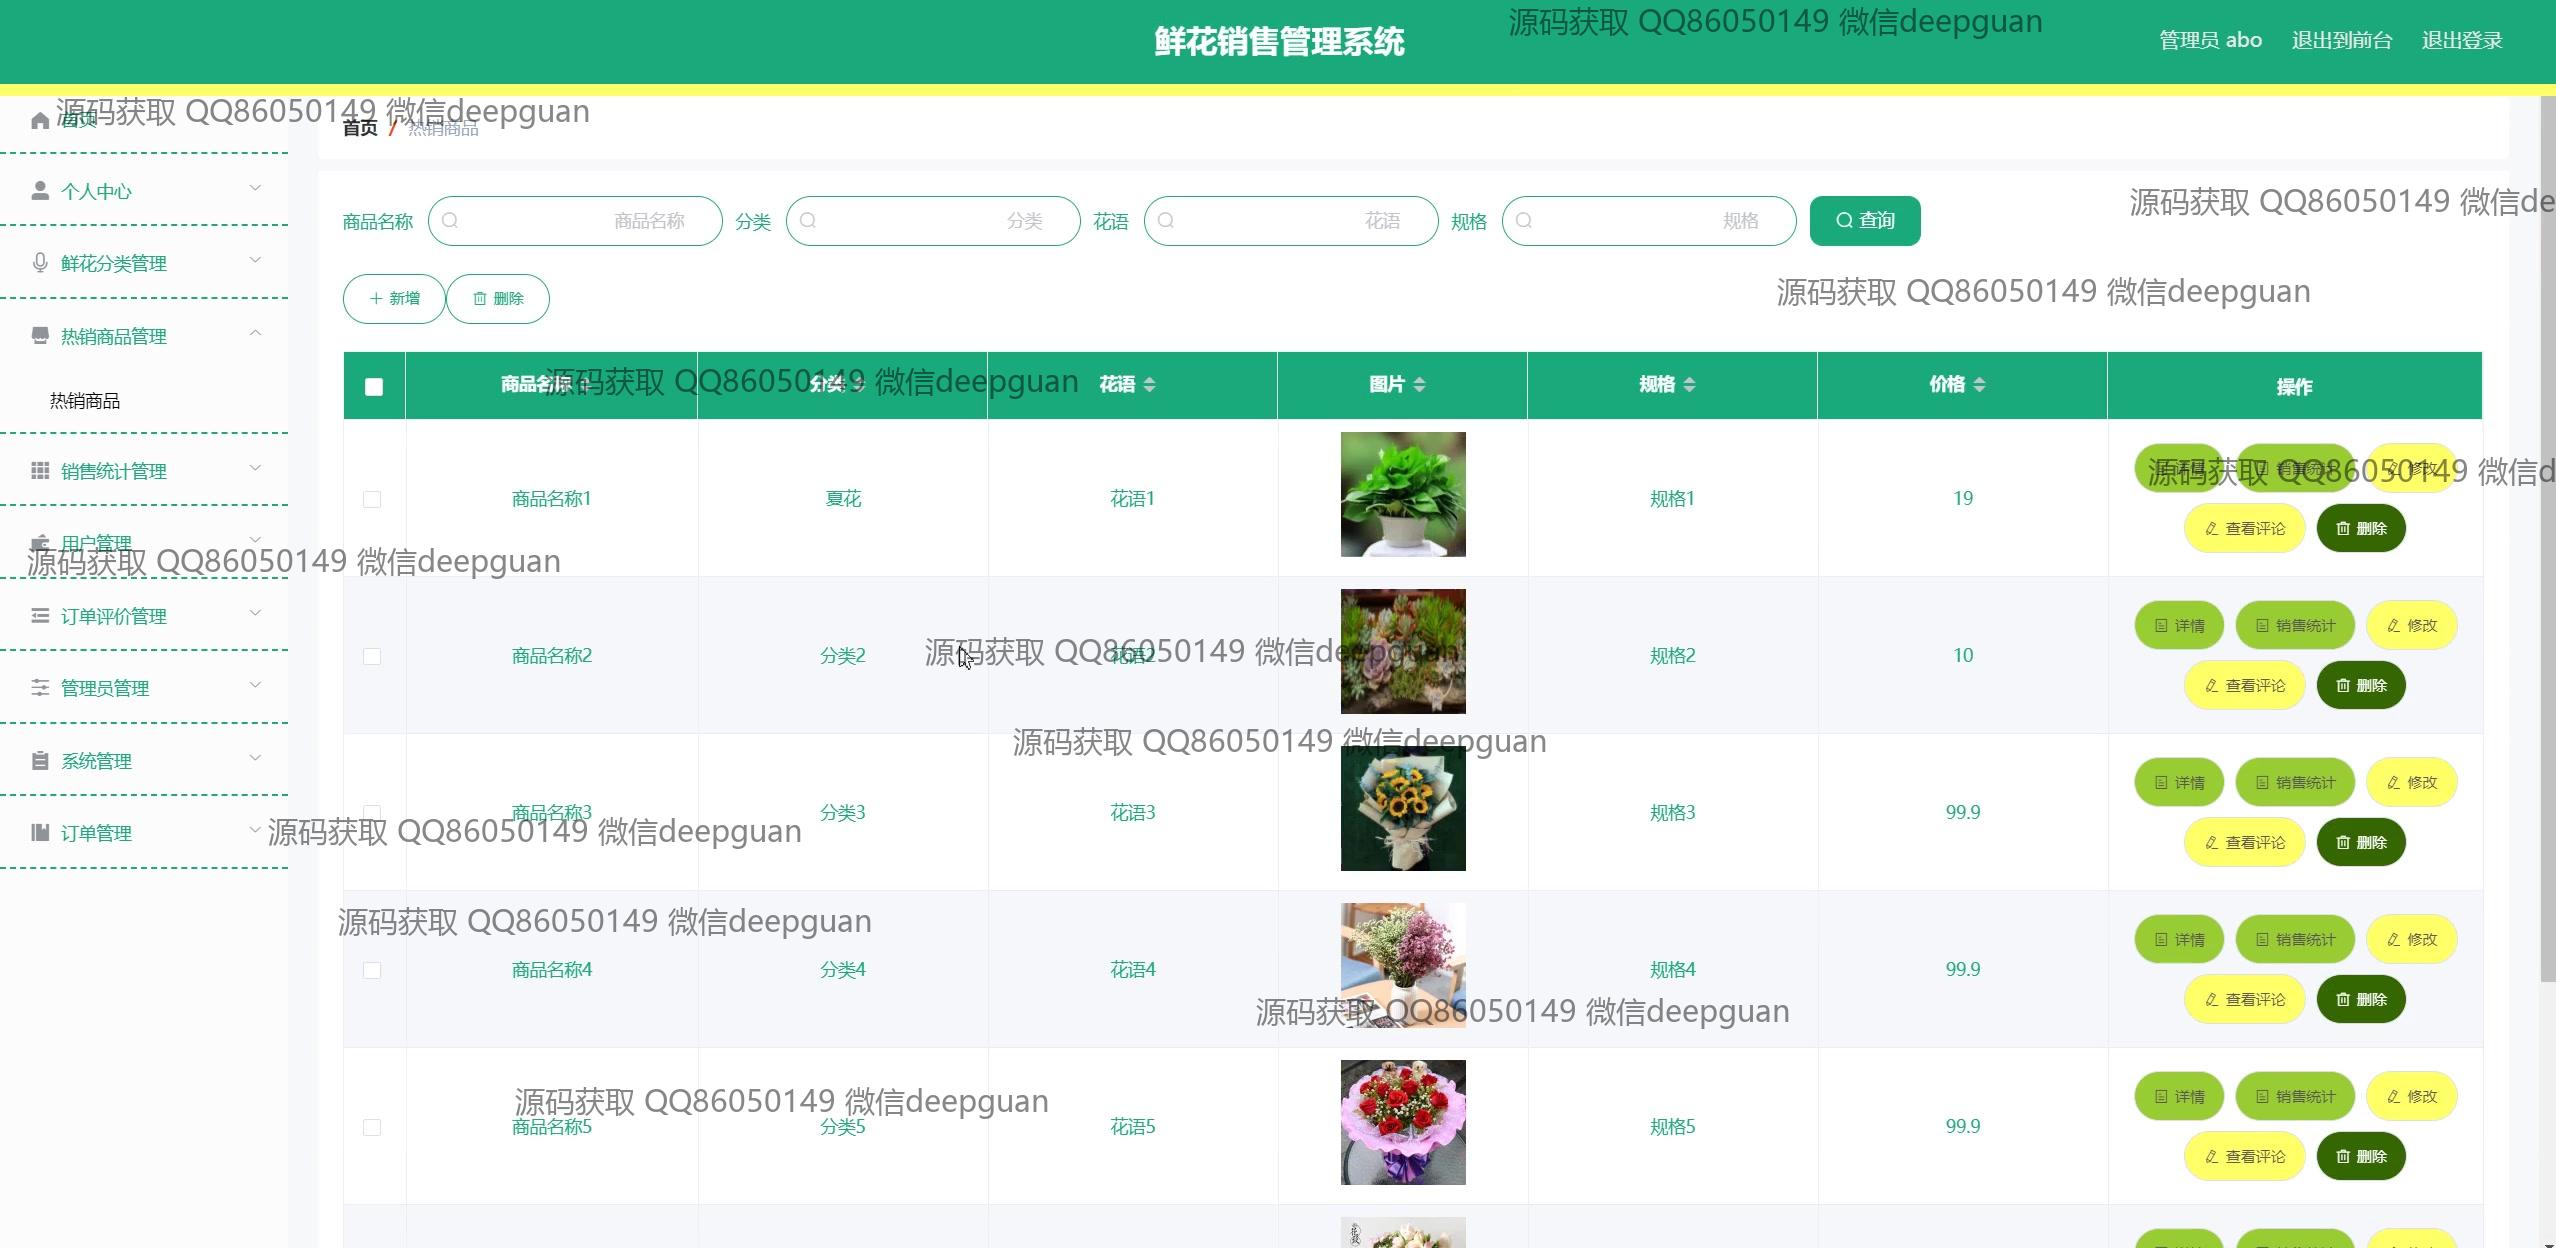 鲜花销售管理系统
源码获取 QQ86050149 微信deepguan
管理员 abo 退出到前台 退出登录
源码获取 QQ86050149 微信deepguan
首页
首页 / 热销商品
个人中心
鲜花分类管理
热销商品管理
热销商品
销售统计管理
用户管理
源码获取 QQ86050149 微信deepguan
订单评价管理
管理员管理
系统管理
订单管理
源码获取 QQ86050149 微信de
商品名称 商品名称 分类 分类 花语 花语 规格 规格 查询
源码获取 QQ86050149 微信deepguan
新增 删除
商品名称 分类 花语 图片 规格 价格 操作
源码获取 QQ86050149 微信deepguan
商品名称1 夏花 花语1 规格1 19
详情 销售统计 修改
源码获取 QQ86050149 微信d
查看评论 删除
商品名称2 分类2 花语2 规格2 10
源码获取 QQ86050149 微信deepguan
详情 销售统计 修改
查看评论 删除
源码获取 QQ86050149 微信deepguan
商品名称3 分类3 花语3 规格3 99.9
源码获取 QQ86050149 微信deepguan
详情 销售统计 修改
查看评论 删除
源码获取 QQ86050149 微信deepguan
商品名称4 分类4 花语4 规格4 99.9
详情 销售统计 修改
查看评论 删除
源码获取 QQ86050149 微信deepguan
源码获取 QQ86050149 微信deepguan
商品名称5 分类5 花语5 规格5 99.9
详情 销售统计 修改
查看评论 删除